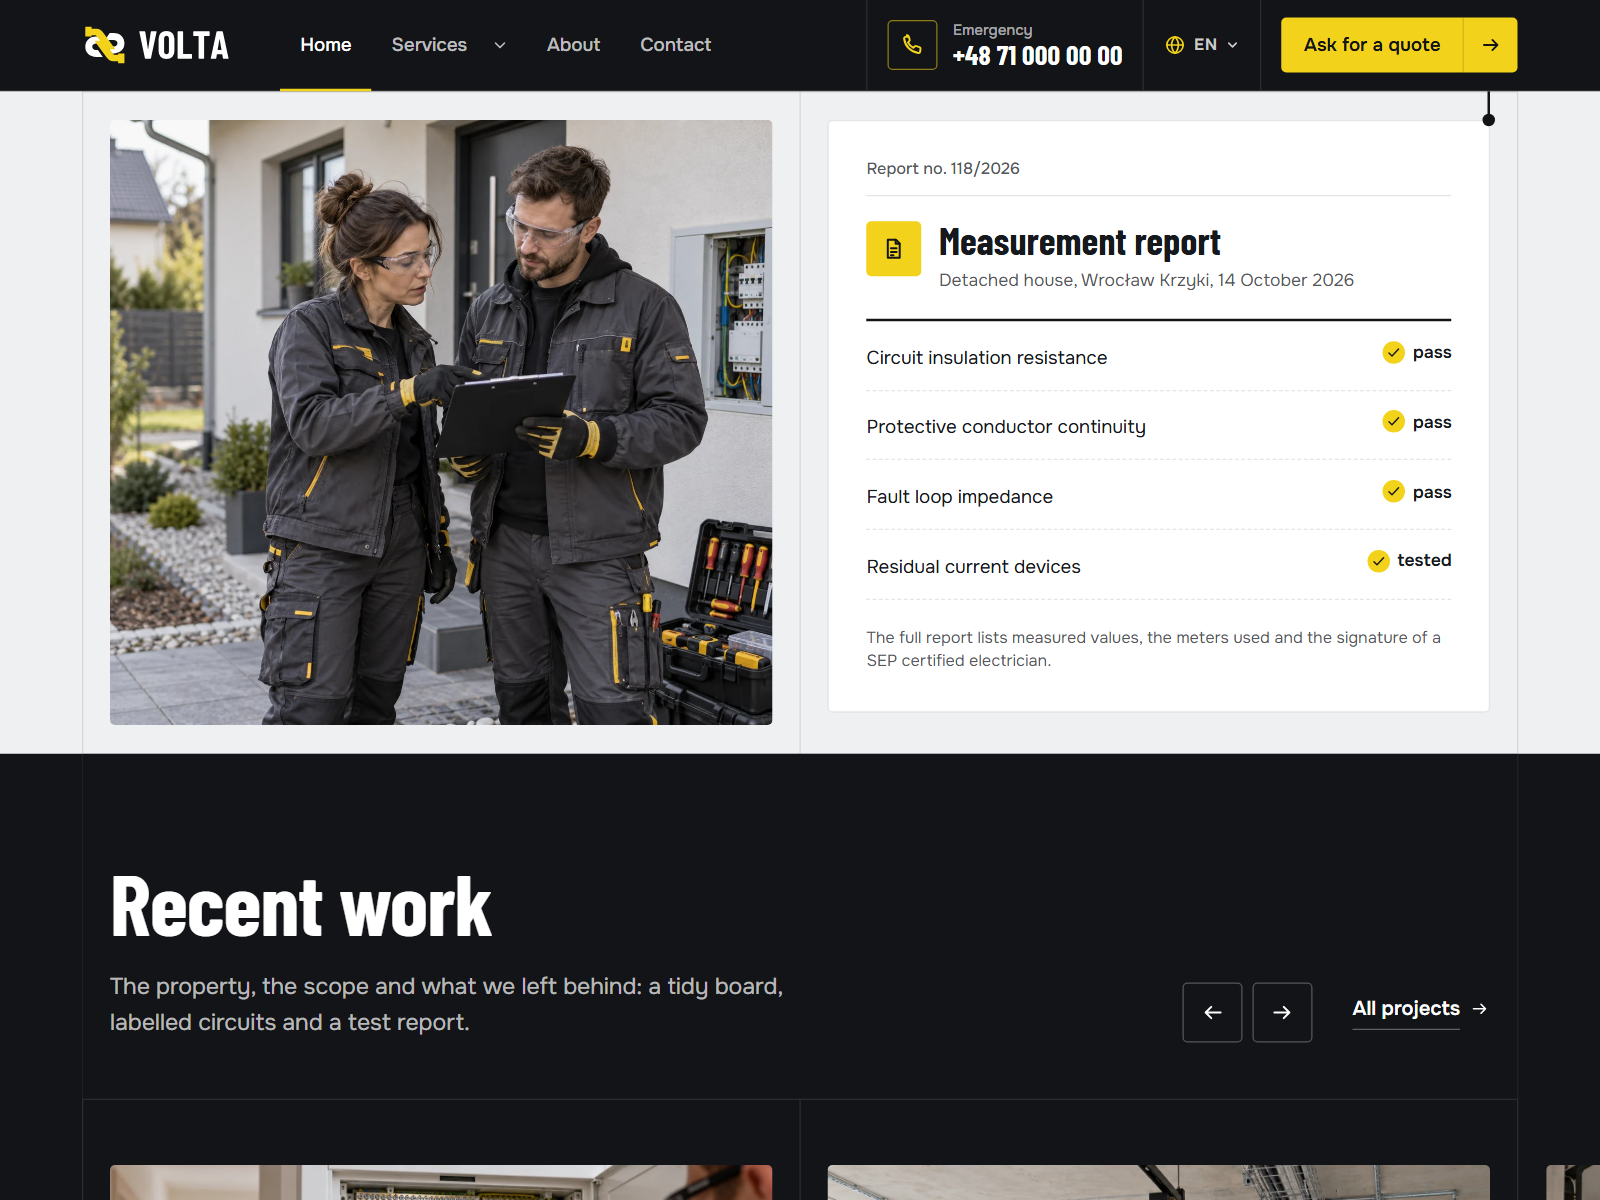 VOLTA
Home
Services
About
Contact
Emergency
+48 71 000 00 00
EN
Ask for a quote
Report no. 118/2026
Measurement report
Detached house, Wrocław Krzyki, 14 October 2026
Circuit insulation resistance
pass
Protective conductor continuity
pass
Fault loop impedance
pass
Residual current devices
tested
The full report lists measured values, the meters used and the signature of a
SEP certified electrician.
Recent work
The property, the scope and what we left behind: a tidy board,
labelled circuits and a test report.
All projects